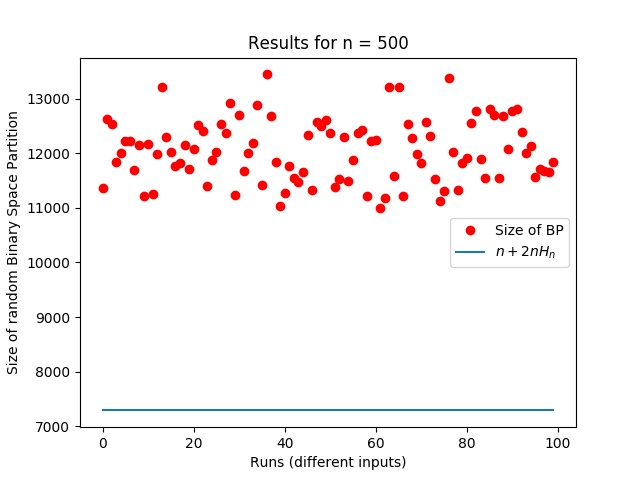 Results for n = 500
Size of random Binary Space Partition
13000
12000
11000
10000
9000
8000
7000
Size of BP
n + 2nHₙ
0 20 40 60 80 100
Runs (different inputs)